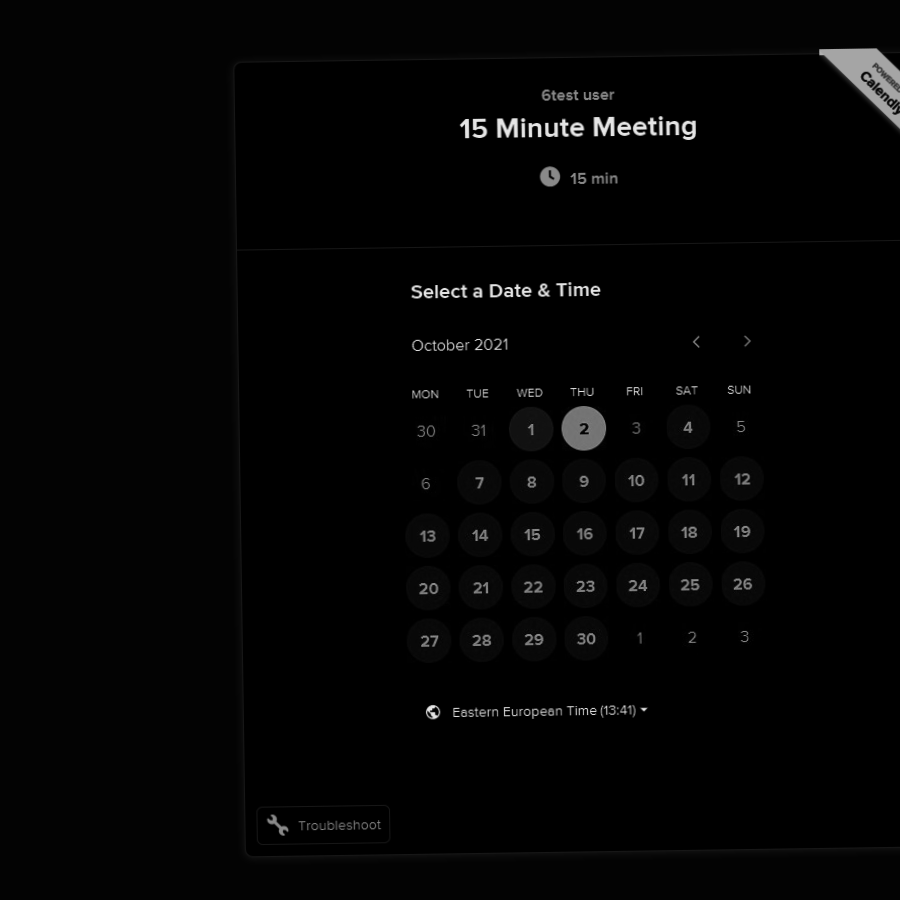 POWERED
Calendly
6test user
15 Minute Meeting
15 min
Select a Date & Time
October 2021
MON TUE WED THU FRI SAT SUN
30 31 1 2 3 4 5
6 7 8 9 10 11 12
13 14 15 16 17 18 19
20 21 22 23 24 25 26
27 28 29 30 1 2 3
Eastern European Time (13:41)
Troubleshoot